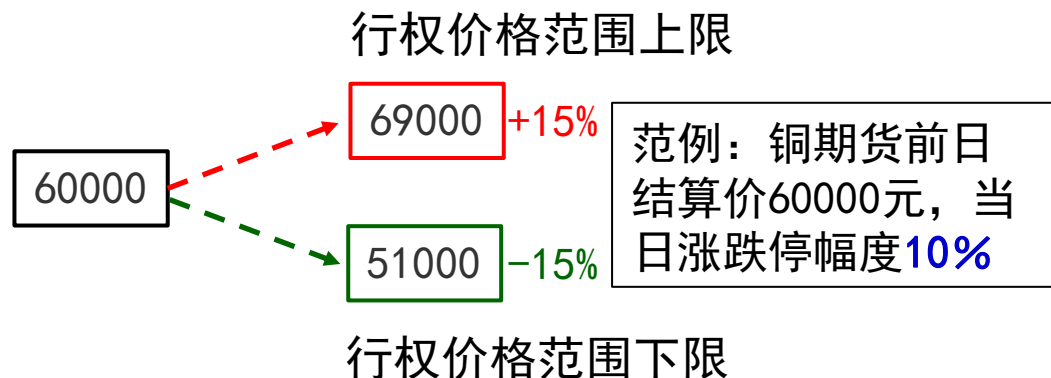 行权价格范围上限
69000 +15%
60000
范例：铜期货前日
结算价60000元，当
日涨跌停幅度10%
51000 -15%
行权价格范围下限